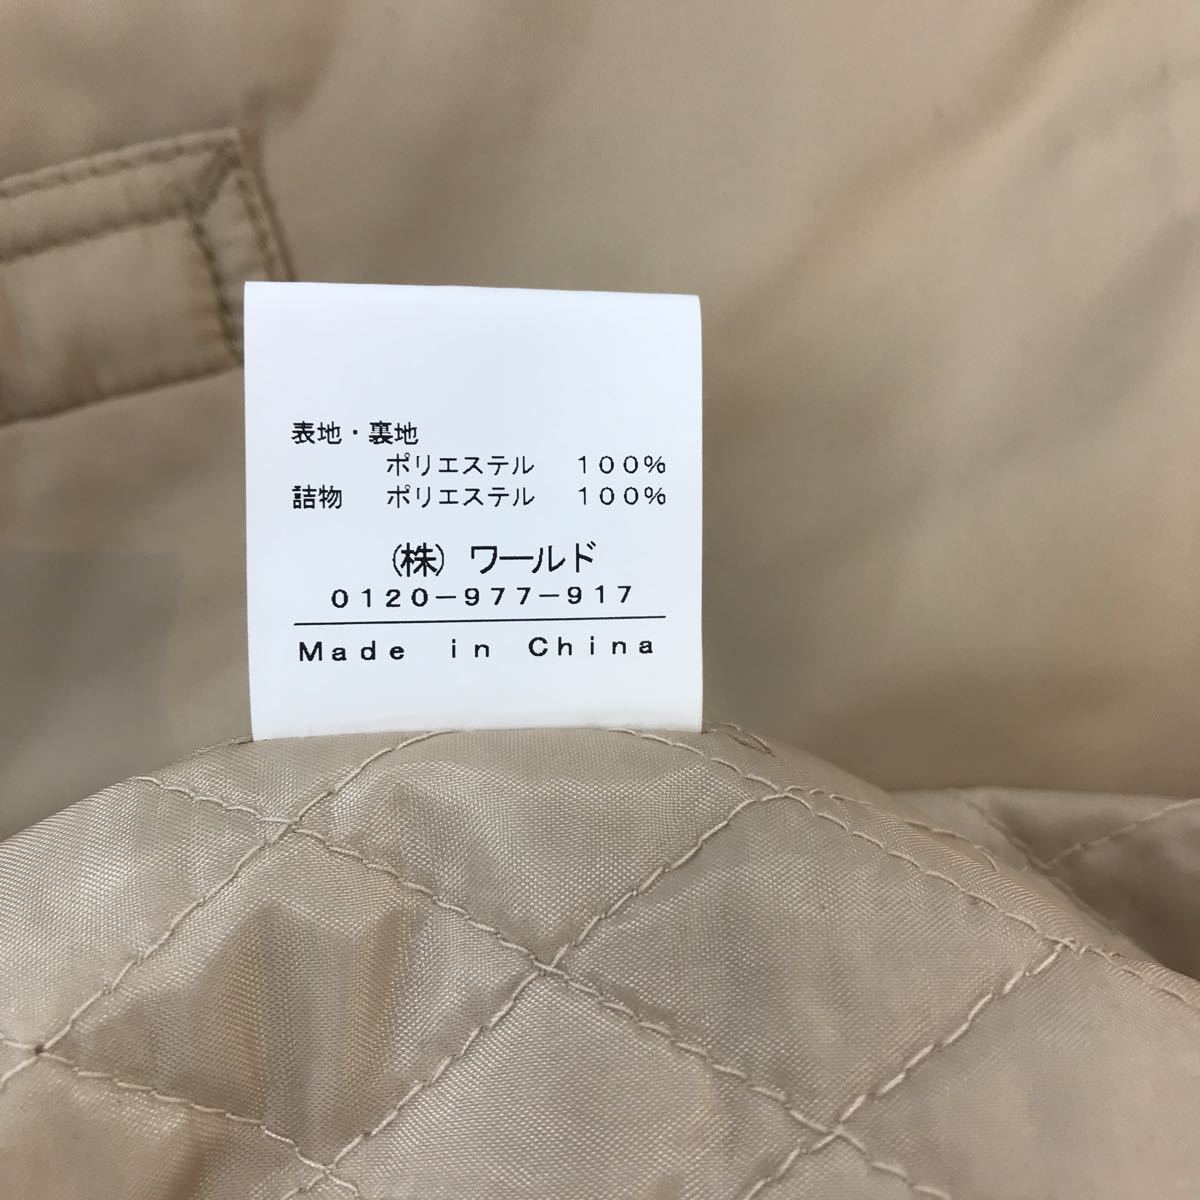 表地・裏地
ポリエステル 100%
詰物 ポリエステル 100%
(株) ワールド
0120-977-917
Made in China